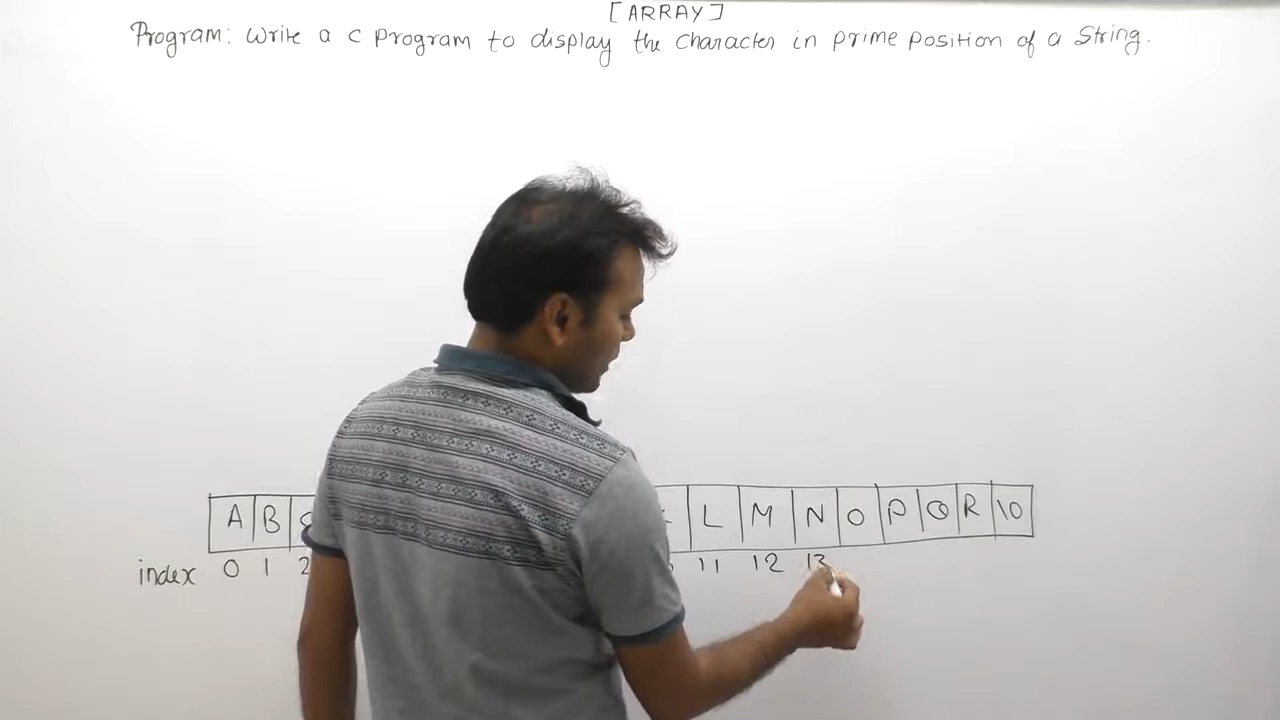 [ARRAY]
Program: Write a C program to display the character in prime position of a String.
A B L M N O P Q R \0
index 0 1 2 11 12 13